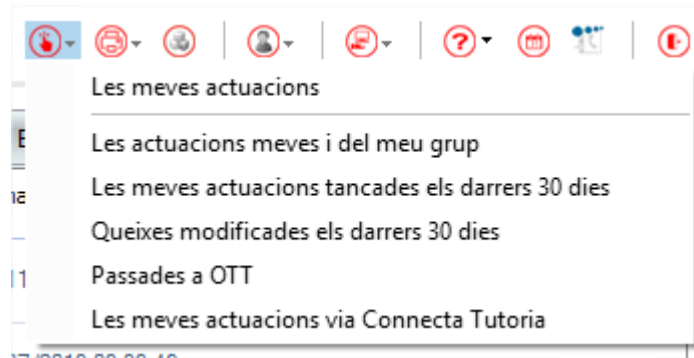 Les meves actuacions
Les actuacions meves i del meu grup
Les meves actuacions tancades els darrers 30 dies
Queixes modificades els darrers 30 dies
Passades a OTT
Les meves actuacions via Connecta Tutoria